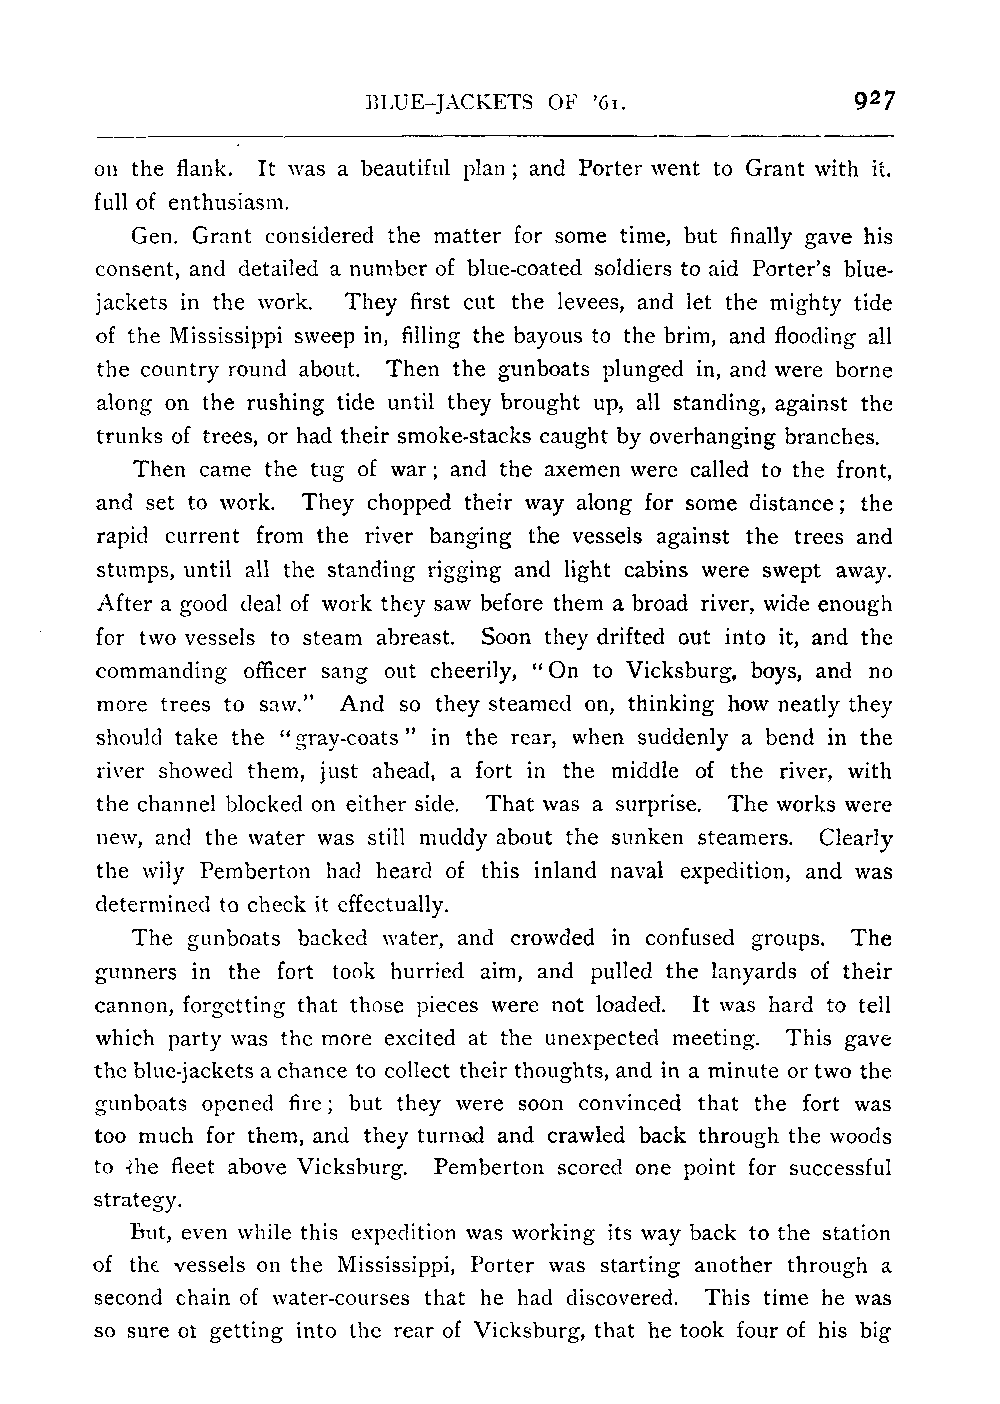 BLUE-JACKETS OF '61. 927
on the flank. It was a beautiful plan; and Porter went to Grant with it,
full of enthusiasm.
Gen. Grant considered the matter for some time, but finally gave his
consent, and detailed a number of blue-coated soldiers to aid Porter's blue-
jackets in the work. They first cut the levees, and let the mighty tide
of the Mississippi sweep in, filling the bayous to the brim, and flooding all
the country round about. Then the gunboats plunged in, and were borne
along on the rushing tide until they brought up, all standing, against the
trunks of trees, or had their smoke-stacks caught by overhanging branches.
Then came the tug of war; and the axemen were called to the front,
and set to work. They chopped their way along for some distance; the
rapid current from the river banging the vessels against the trees and
stumps, until all the standing rigging and light cabins were swept away.
After a good deal of work they saw before them a broad river, wide enough
for two vessels to steam abreast. Soon they drifted out into it, and the
commanding officer sang out cheerily, "On to Vicksburg, boys, and no
more trees to saw." And so they steamed on, thinking how neatly they
should take the "gray-coats" in the rear, when suddenly a bend in the
river showed them, just ahead, a fort in the middle of the river, with
the channel blocked on either side. That was a surprise. The works were
new, and the water was still muddy about the sunken steamers. Clearly
the wily Pemberton had heard of this inland naval expedition, and was
determined to check it effectually.
The gunboats backed water, and crowded in confused groups. The
gunners in the fort took hurried aim, and pulled the lanyards of their
cannon, forgetting that those pieces were not loaded. It was hard to tell
which party was the more excited at the unexpected meeting. This gave
the blue-jackets a chance to collect their thoughts, and in a minute or two the
gunboats opened fire; but they were soon convinced that the fort was
too much for them, and they turned and crawled back through the woods
to the fleet above Vicksburg. Pemberton scored one point for successful
strategy.
But, even while this expedition was working its way back to the station
of the vessels on the Mississippi, Porter was starting another through a
second chain of water-courses that he had discovered. This time he was
so sure of getting into the rear of Vicksburg, that he took four of his big